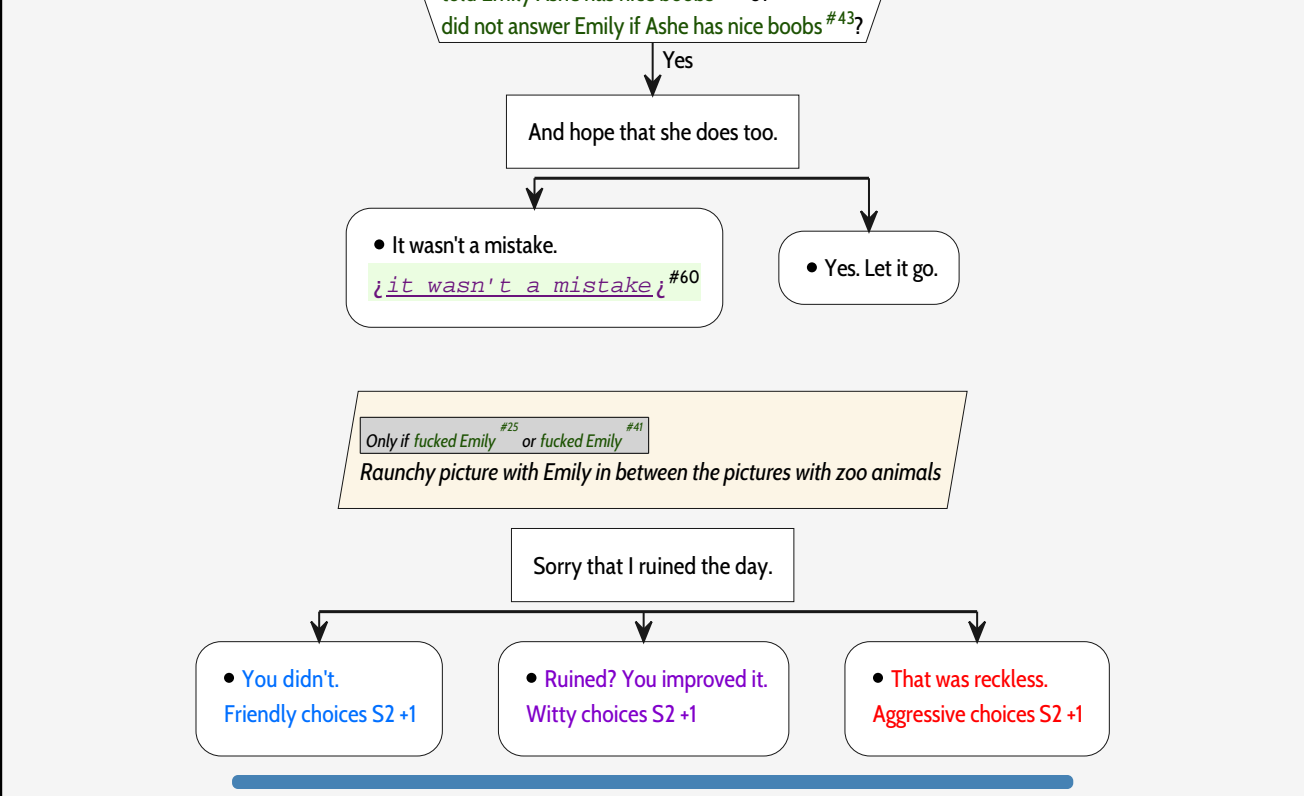 did not answer Emily if Ashe has nice boobs #43?
Yes
And hope that she does too.
● It wasn't a mistake.
¿it wasn't a mistake¿#60
● Yes. Let it go.
Only if fucked Emily #25 or fucked Emily #41
Raunchy picture with Emily in between the pictures with zoo animals
Sorry that I ruined the day.
● You didn't.
Friendly choices S2 +1
● Ruined? You improved it.
Witty choices S2 +1
● That was reckless.
Aggressive choices S2 +1